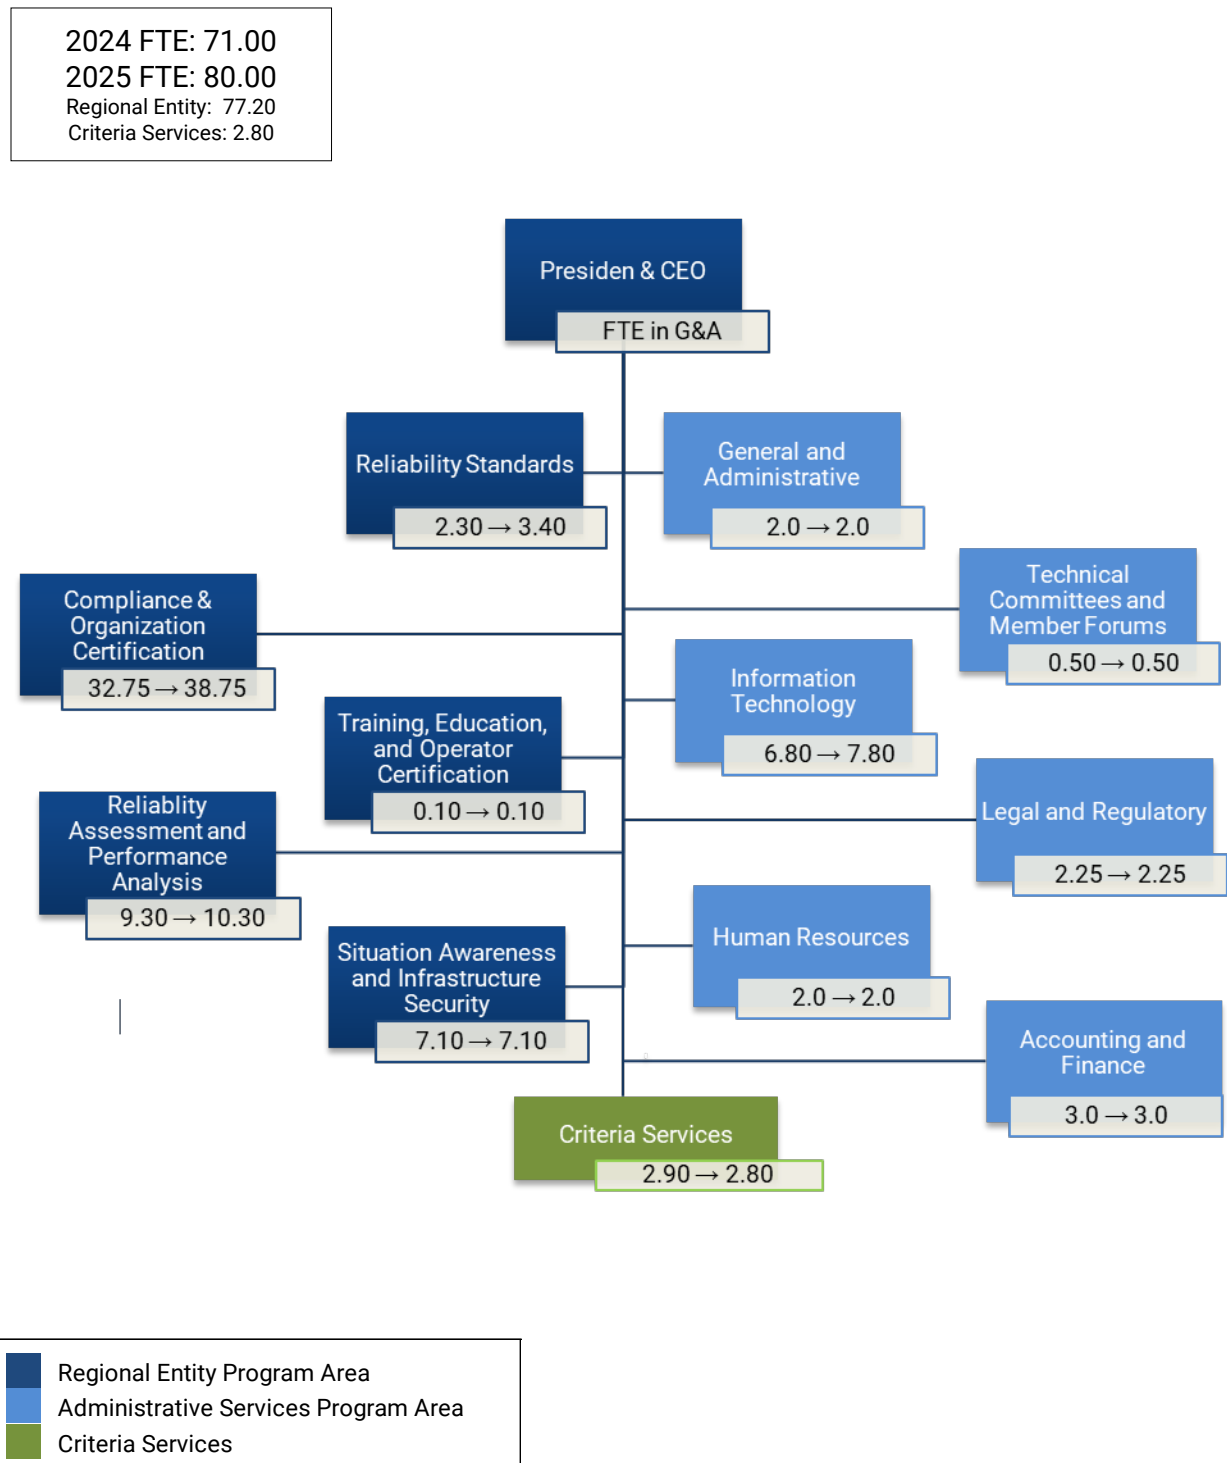 2024 FTE: 71.00
2025 FTE: 80.00
Regional Entity: 77.20
Criteria Services: 2.80
Presiden & CEO
FTE in G&A
Reliability Standards
2.30 → 3.40
General and
Administrative
2.0 → 2.0
Compliance &
Organization
Certification
32.75 → 38.75
Technical
Committees and
Member Forums
0.50 → 0.50
Information
Technology
6.80 → 7.80
Training, Education,
and Operator
Certification
0.10 → 0.10
Reliablity
Assessment and
Performance
Analysis
9.30 → 10.30
Legal and Regulatory
2.25 → 2.25
Human Resources
2.0 → 2.0
Situation Awareness
and Infrastructure
Security
7.10 → 7.10
Accounting and
Finance
3.0 → 3.0
Criteria Services
2.90 → 2.80
Regional Entity Program Area
Administrative Services Program Area
Criteria Services